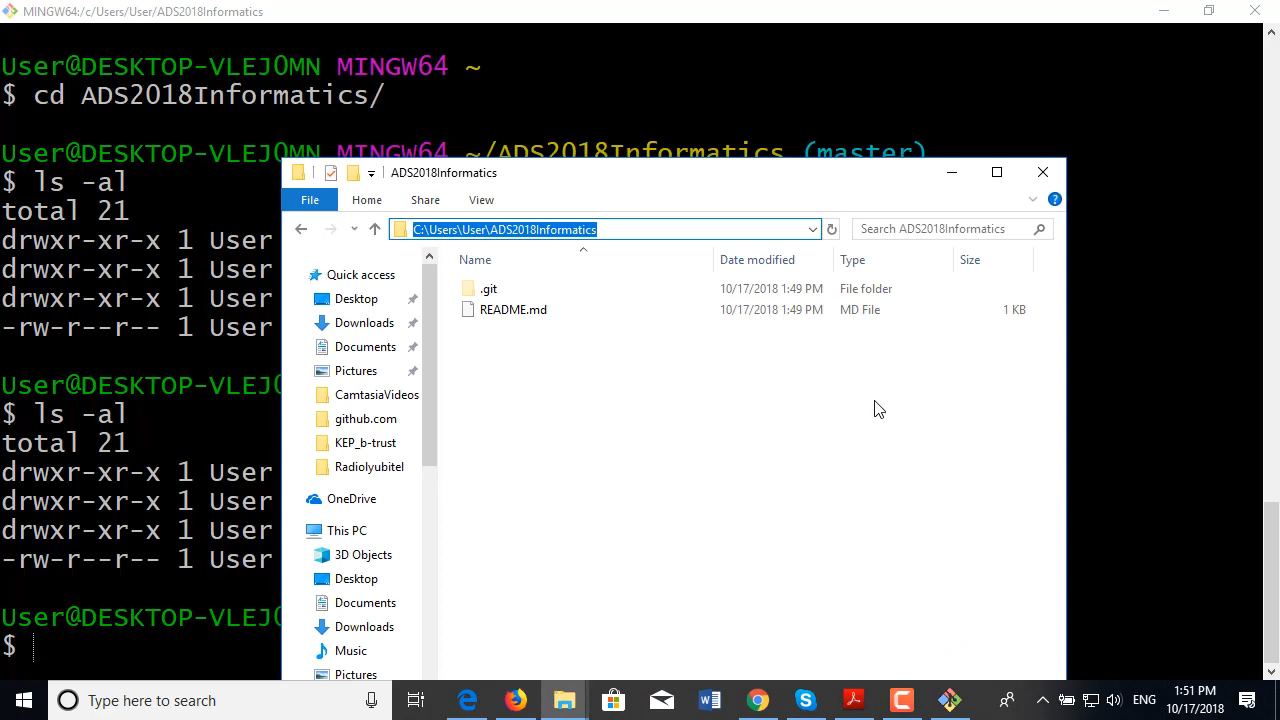 MINGW64:/c/Users/User/ADS2018Informatics
User@DESKTOP-VLEJ0MN MINGW64 ~
$ cd ADS2018Informatics/
User@DESKTOP-VLEJ0MN MINGW64 ~/ADS2018Informatics (master)
$ ls -al
total 21
drwxr-xr-x 1 User
drwxr-xr-x 1 User
drwxr-xr-x 1 User
-rw-r--r-- 1 User
User@DESKTOP-VLEJ
$ ls -al
total 21
drwxr-xr-x 1 User
drwxr-xr-x 1 User
drwxr-xr-x 1 User
-rw-r--r-- 1 User
User@DESKTOP-VLEJ
$
ADS2018Informatics
File Home Share View
C:\Users\User\ADS2018Informatics
Search ADS2018Informatics
Name Date modified Type Size
.git 10/17/2018 1:49 PM File folder
README.md 10/17/2018 1:49 PM MD File 1 KB
Quick access
Desktop
Downloads
Documents
Pictures
CamtasiaVideos
github.com
KEP_b-trust
Radiolyubitel
OneDrive
This PC
3D Objects
Desktop
Documents
Downloads
Music
Pictures
Type here to search
ENG
1:51 PM
10/17/2018